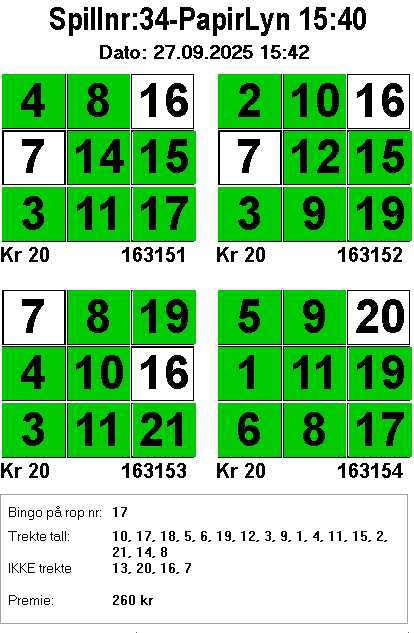 Spillnr:34-PapirLyn 15:40
Dato: 27.09.2025 15:42
4 8 16
7 14 15
3 11 17
Kr 20 163151
2 10 16
7 12 15
3 9 19
Kr 20 163152
7 8 19
4 10 16
3 11 21
Kr 20 163153
5 9 20
1 11 19
6 8 17
Kr 20 163154
Bingo på rop nr: 17
Trekte tall: 10, 17, 18, 5, 6, 19, 12, 3, 9, 1, 4, 11, 15, 2,
21, 14, 8
IKKE trekte 13, 20, 16, 7
Premie: 260 kr